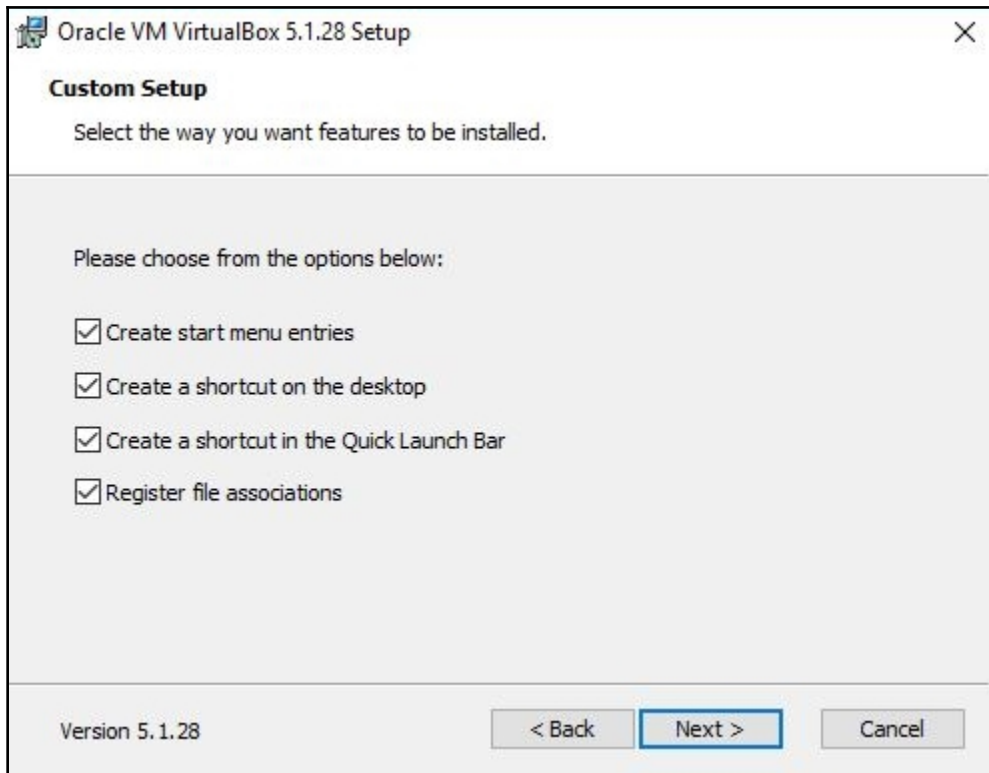 Oracle VM VirtualBox 5.1.28 Setup
Custom Setup
Select the way you want features to be installed.
Please choose from the options below:
Create start menu entries
Create a shortcut on the desktop
Create a shortcut in the Quick Launch Bar
Register file associations
Version 5.1.28
< Back
Next >
Cancel